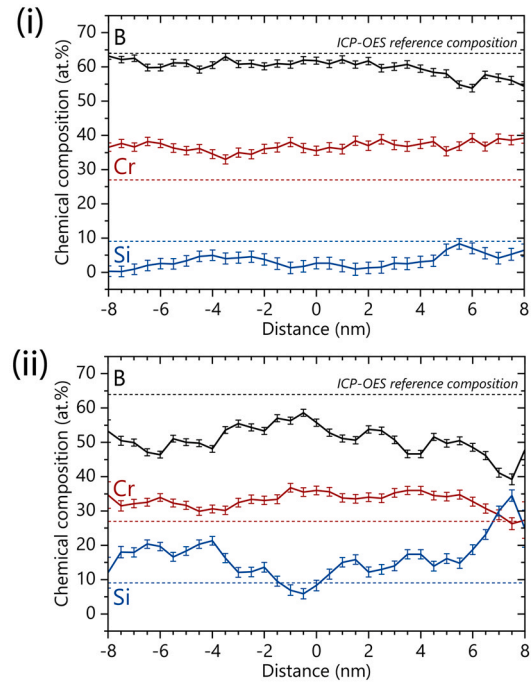 (i)
B
ICP-OES reference composition
Cr
Si
Chemical composition (at.%)
70
60
50
40
30
20
10
0
-8 -6 -4 -2 0 2 4 6 8
Distance (nm)
(ii)
B
ICP-OES reference composition
Cr
Si
Chemical composition (at.%)
70
60
50
40
30
20
10
0
-8 -6 -4 -2 0 2 4 6 8
Distance (nm)